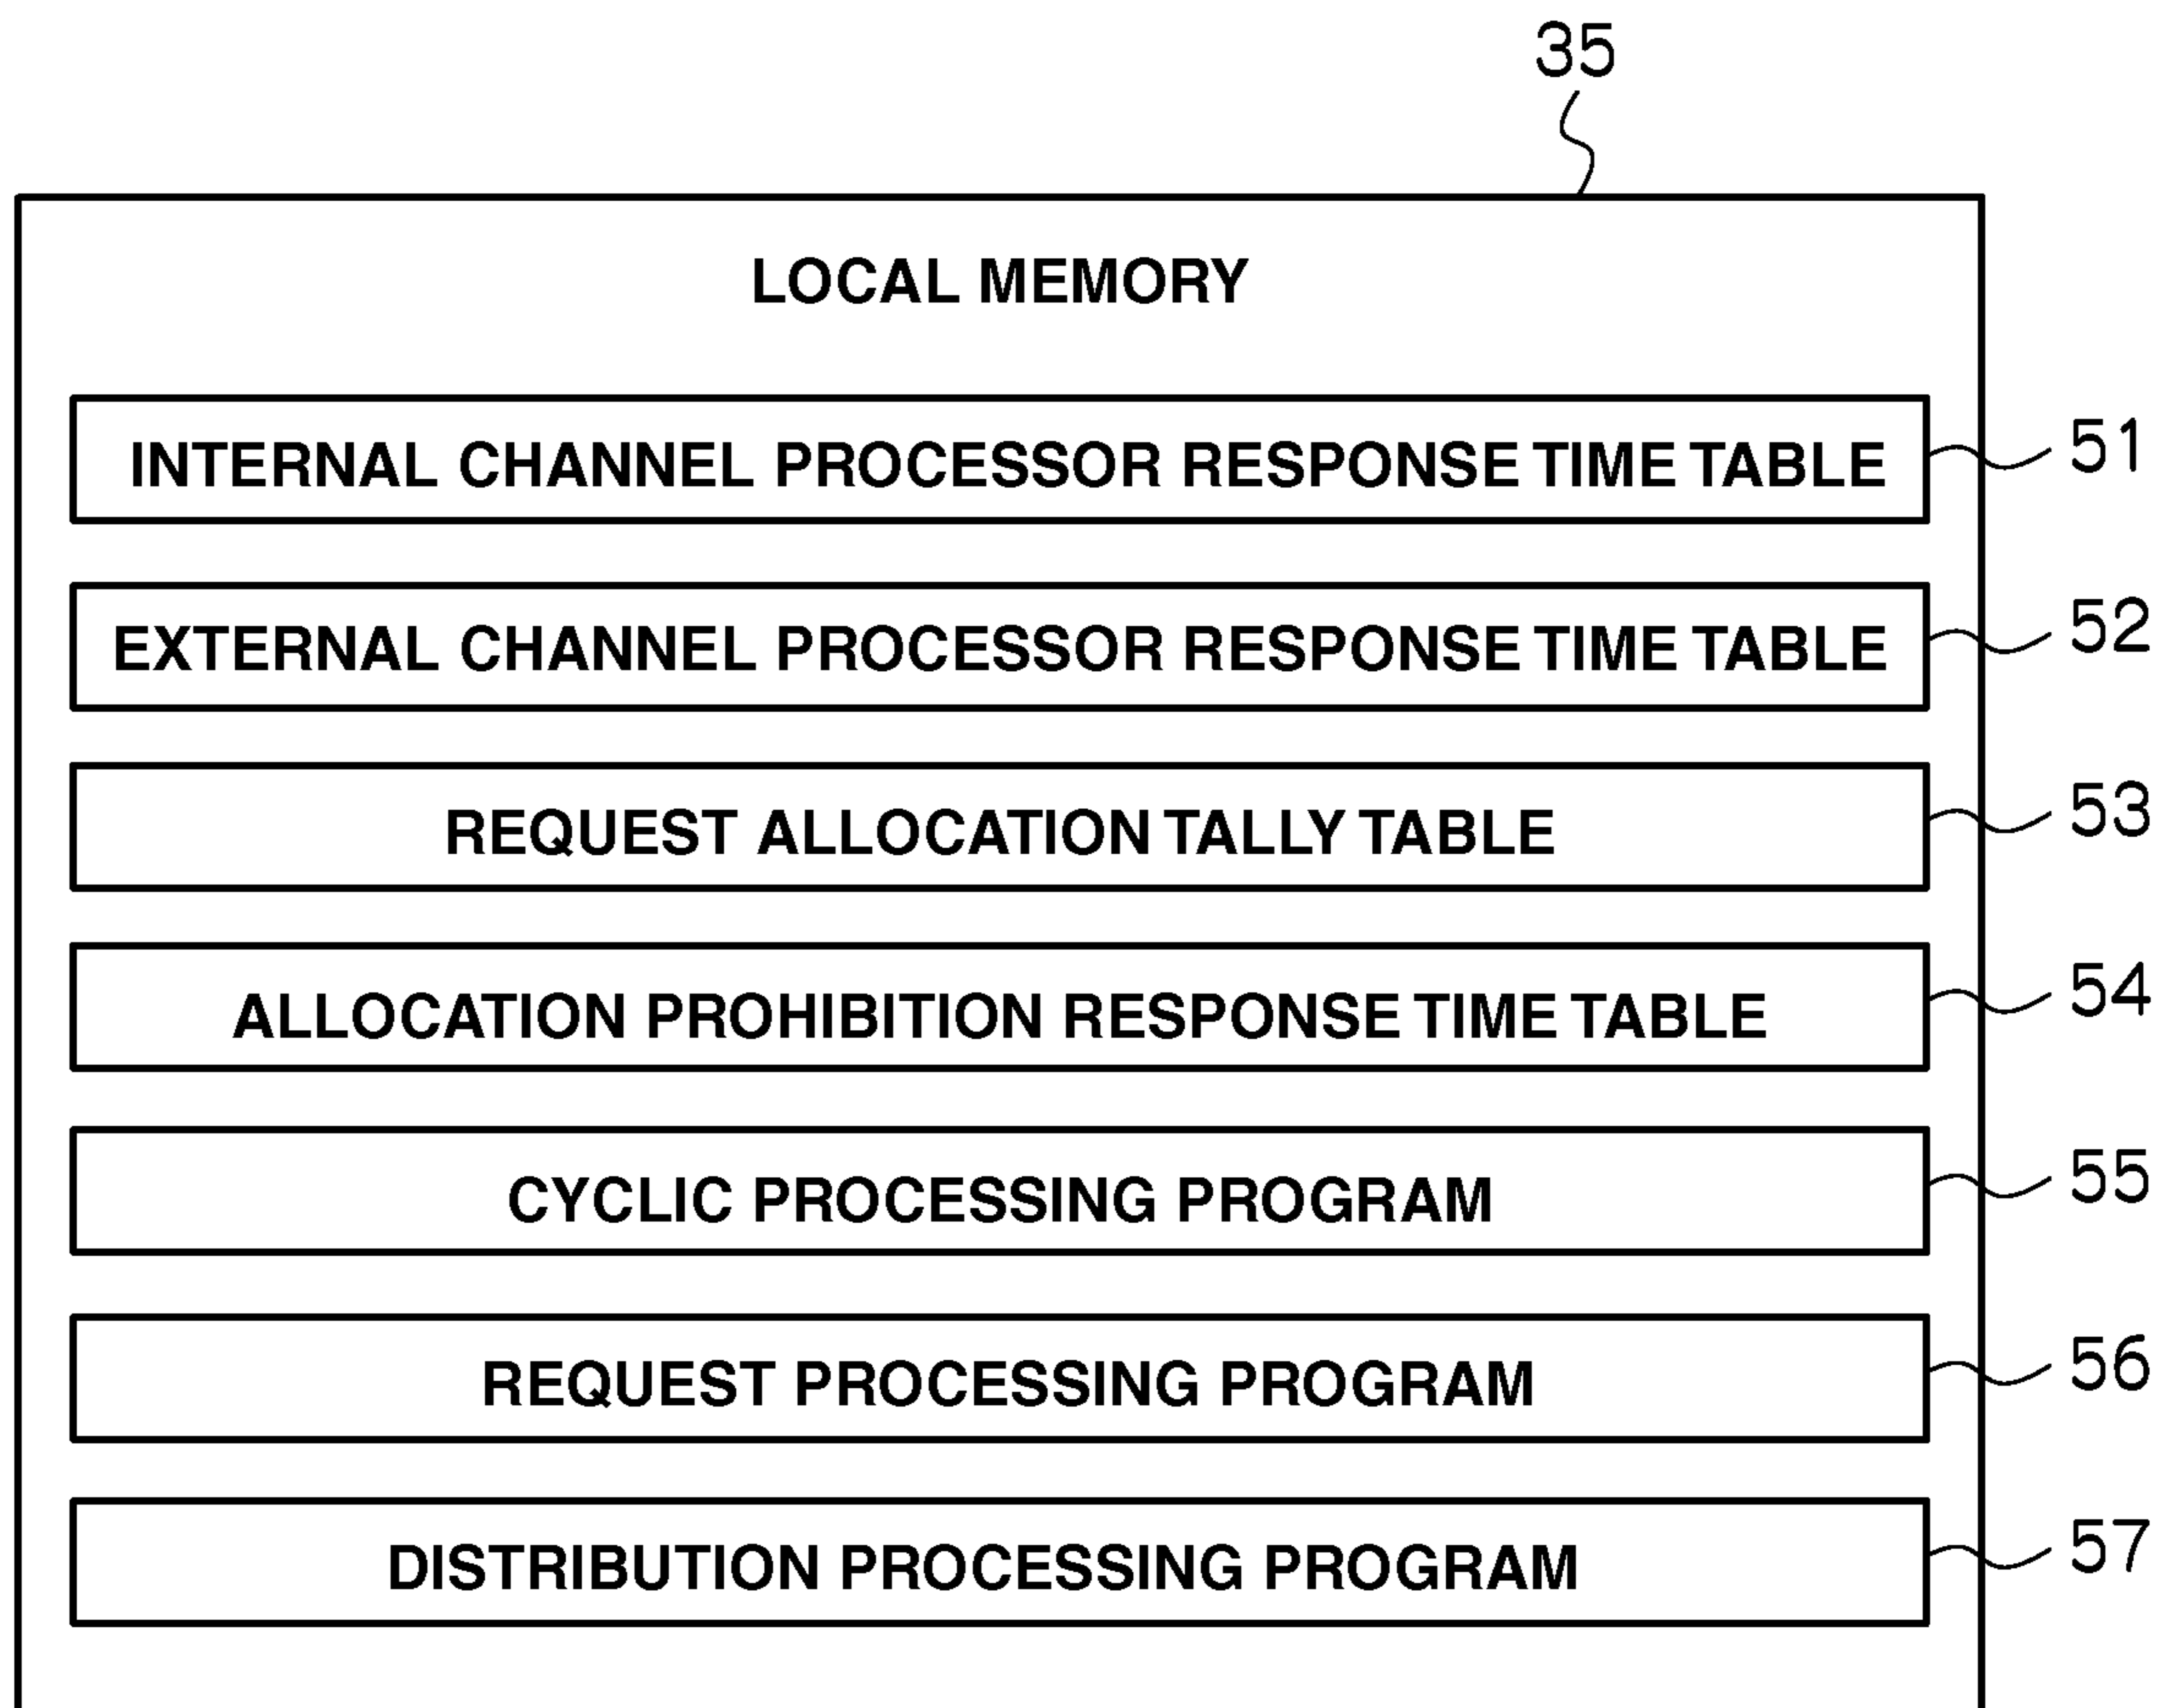 35
LOCAL MEMORY
INTERNAL CHANNEL PROCESSOR RESPONSE TIME TABLE 51
EXTERNAL CHANNEL PROCESSOR RESPONSE TIME TABLE 52
REQUEST ALLOCATION TALLY TABLE 53
ALLOCATION PROHIBITION RESPONSE TIME TABLE 54
CYCLIC PROCESSING PROGRAM 55
REQUEST PROCESSING PROGRAM 56
DISTRIBUTION PROCESSING PROGRAM 57